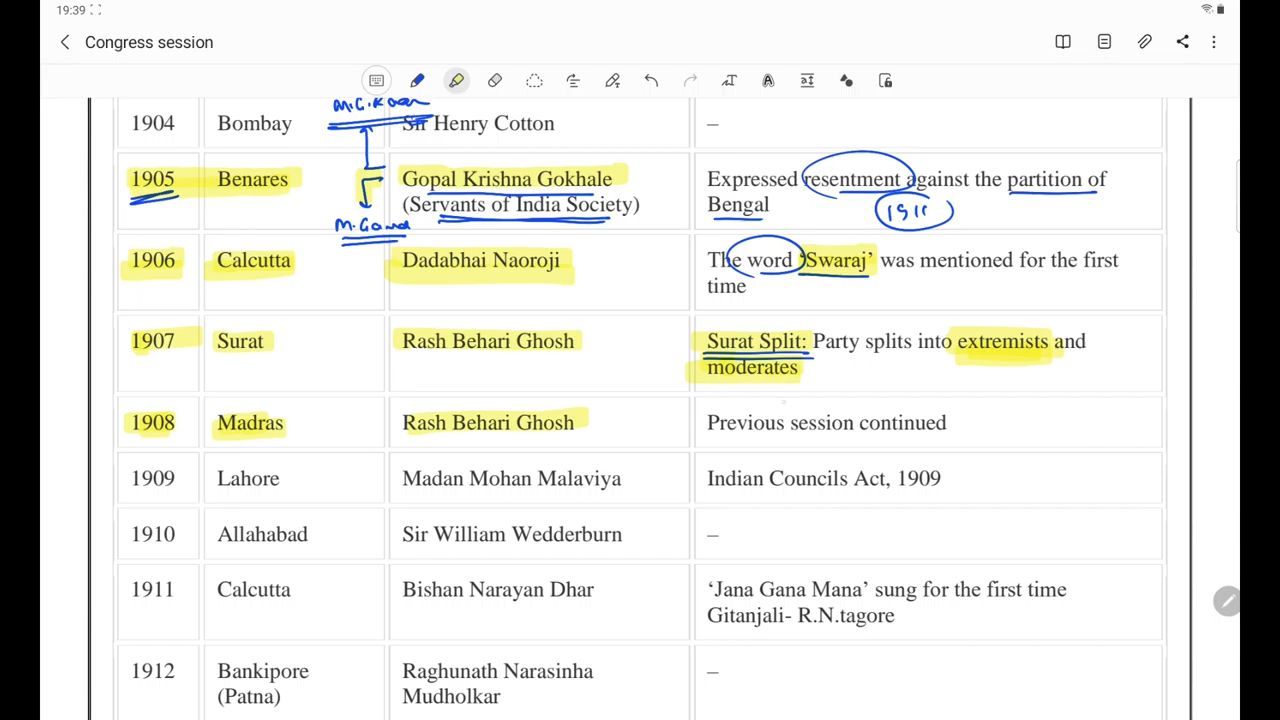 19:39
Congress session
1904 Bombay Sir Henry Cotton –
1905 Benares Gopal Krishna Gokhale Expressed resentment against the partition of
(Servants of India Society) Bengal
1911
1906 Calcutta Dadabhai Naoroji The word ‘Swaraj’ was mentioned for the first
time
1907 Surat Rash Behari Ghosh Surat Split: Party splits into extremists and
moderates
1908 Madras Rash Behari Ghosh Previous session continued
1909 Lahore Madan Mohan Malaviya Indian Councils Act, 1909
1910 Allahabad Sir William Wedderburn –
1911 Calcutta Bishan Narayan Dhar ‘Jana Gana Mana’ sung for the first time
Gitanjali- R.N.tagore
1912 Bankipore Raghunath Narasinha –
(Patna) Mudholkar